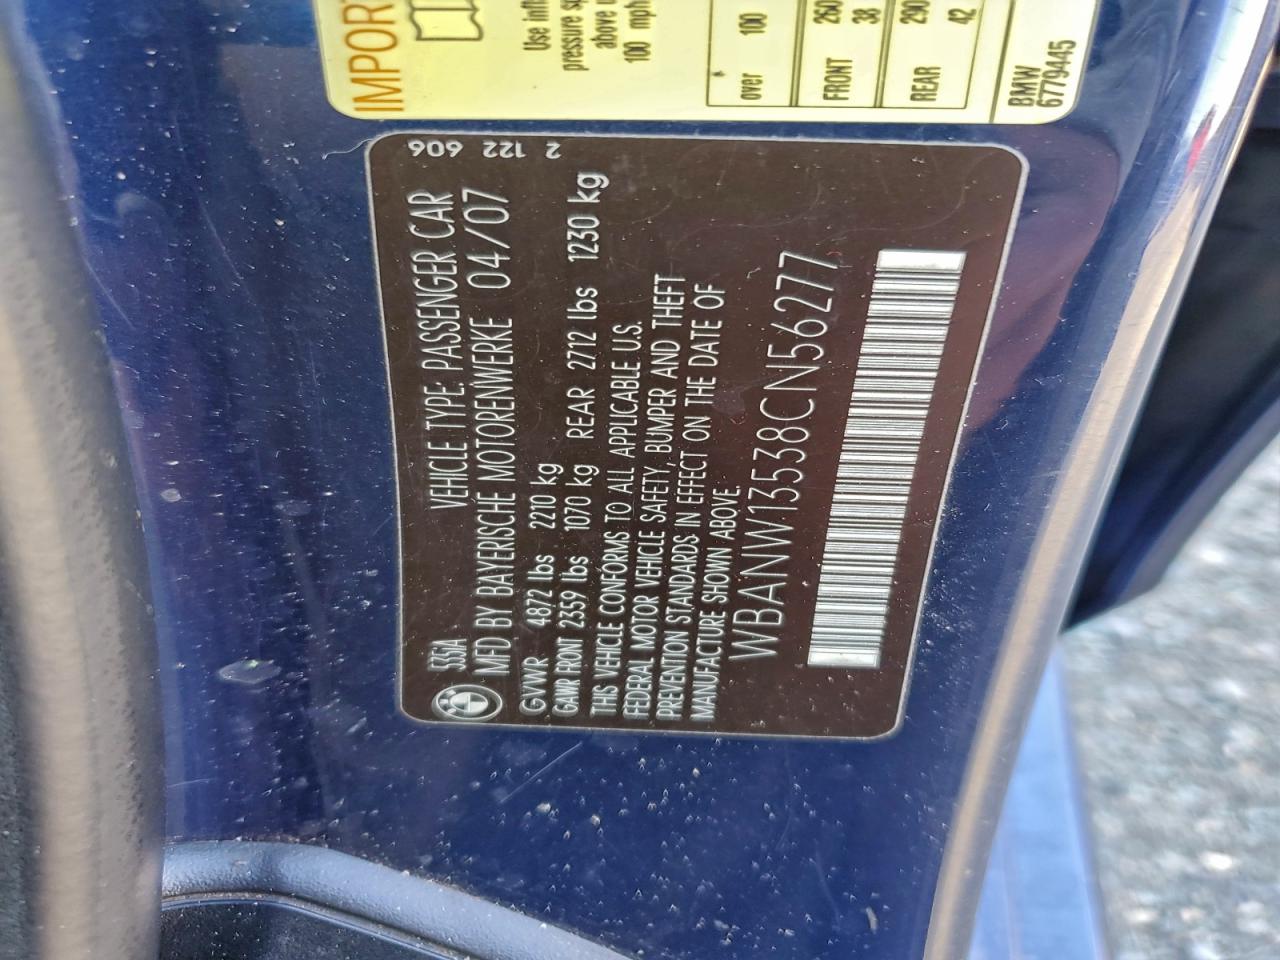 335iA VEHICLE TYPE: PASSENGER CAR
MFD BY BAYERISCHE MOTORENWERKE 04/07
GVWR 4872 lbs 2210 kg
GAWR FRONT 2359 lbs 1070 kg REAR 2712 lbs 1230 kg
THIS VEHICLE CONFORMS TO ALL APPLICABLE U.S.
FEDERAL MOTOR VEHICLE SAFETY, BUMPER AND THEFT
PREVENTION STANDARDS IN EFFECT ON THE DATE OF
MANUFACTURE SHOWN ABOVE.
WBANW13538CN56277
2 122 606
IMPOR
Use infl
pressure
above
100 mph
over 100
FRONT 260
38
REAR 290
42
BMW
6779445